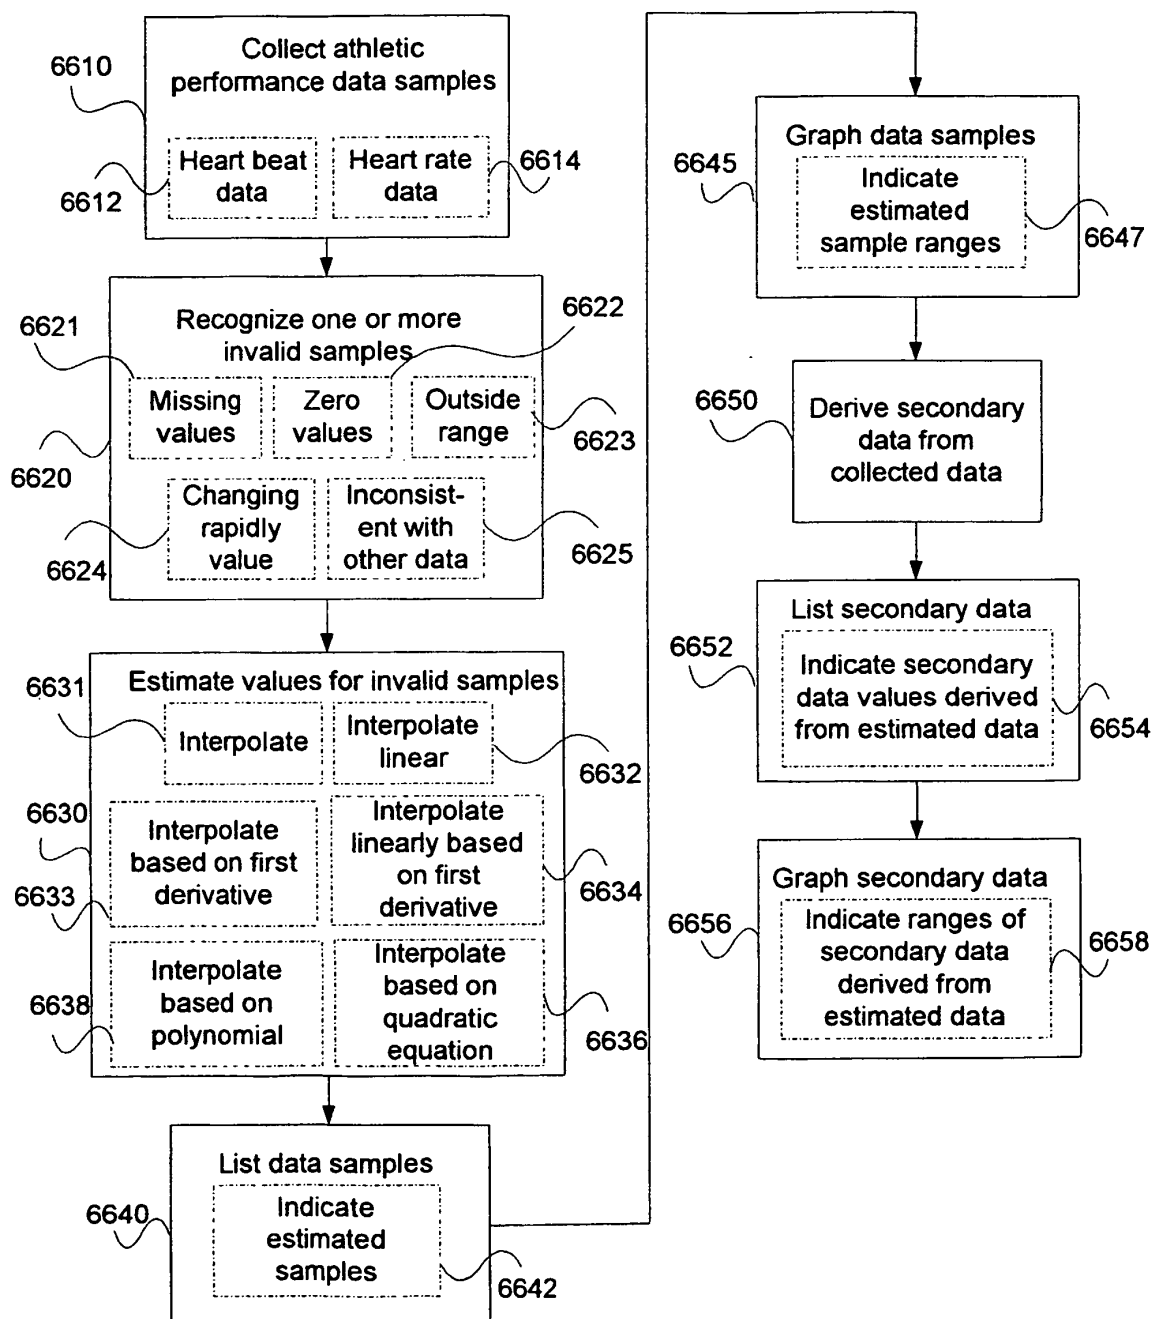 Collect athletic
performance data samples
6610
Heart beat
data
Heart rate
data
6614
6612
Recognize one or more
invalid samples
6621
6622
Missing
values
Zero
values
Outside
range
6623
6620
Changing
rapidly
value
Inconsist-
ent with
other data
6624
6625
Estimate values for invalid samples
6631
Interpolate
Interpolate
linear
6632
6630
Interpolate
based on first
derivative
Interpolate
linearly based
on first
derivative
6633
6634
Interpolate
based on
polynomial
Interpolate
based on
quadratic
equation
6638
6636
List data samples
6640
Indicate
estimated
samples
6642
Graph data samples
6645
Indicate
estimated
sample ranges
6647
6650
Derive secondary
data from
collected data
List secondary data
6652
Indicate secondary
data values derived
from estimated data
6654
Graph secondary data
6656
Indicate ranges of
secondary data
derived from
estimated data
6658